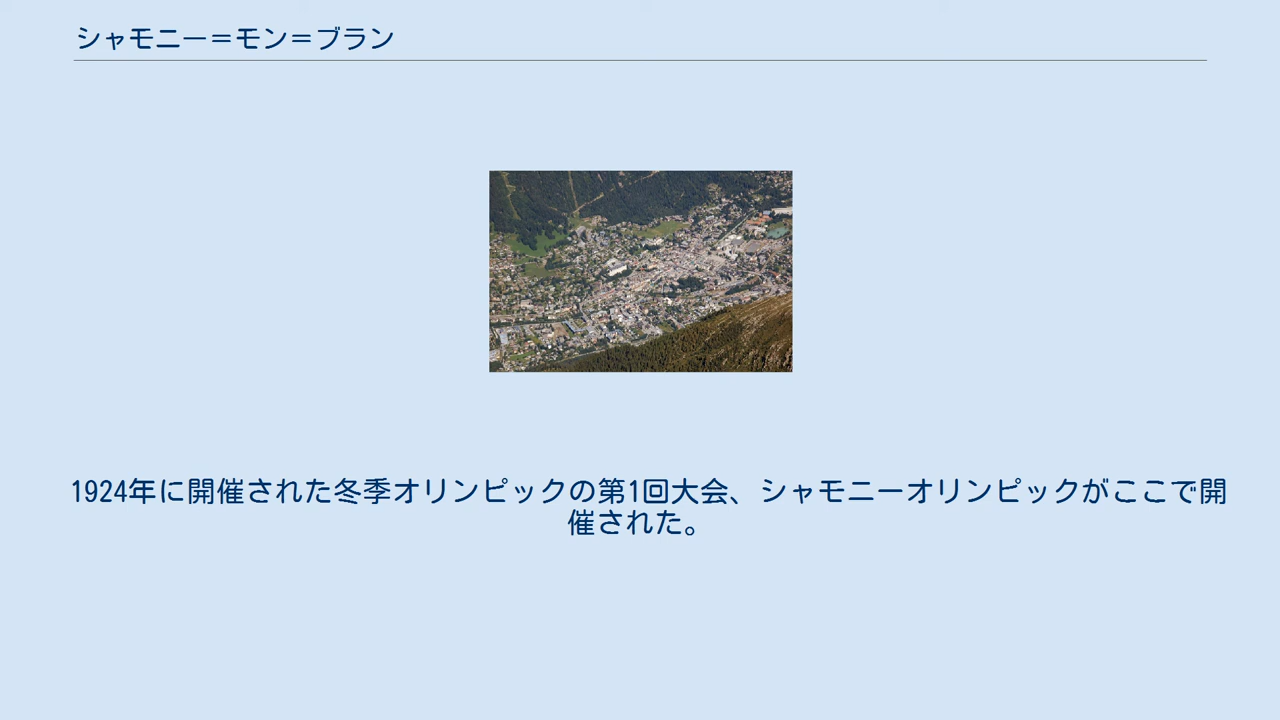 シャモニー＝モン＝ブラン
1924年に開催された冬季オリンピックの第1回大会、シャモニーオリンピックがここで開
催された。